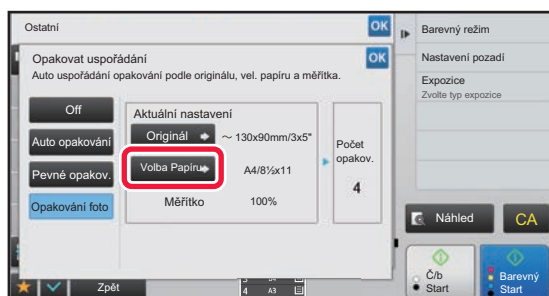 Ostatní
OK
Opakovat uspořádání
OK
Auto uspořádání opakování podle originálu, vel. papíru a měřítka.
Off
Auto opakování
Pevné opakov.
Opakování foto
Aktuální nastavení
Originál
~ 130x90mm/3x5"
Volba Papíru
A4/8½x11
Měřítko
100%
Počet
opakov.
4
Zpět
4 A3
Barevný režim
Nastavení pozadí
Expozice
Zvolte typ expozice
Náhled
CA
Č/b
Start
Barevný
Start